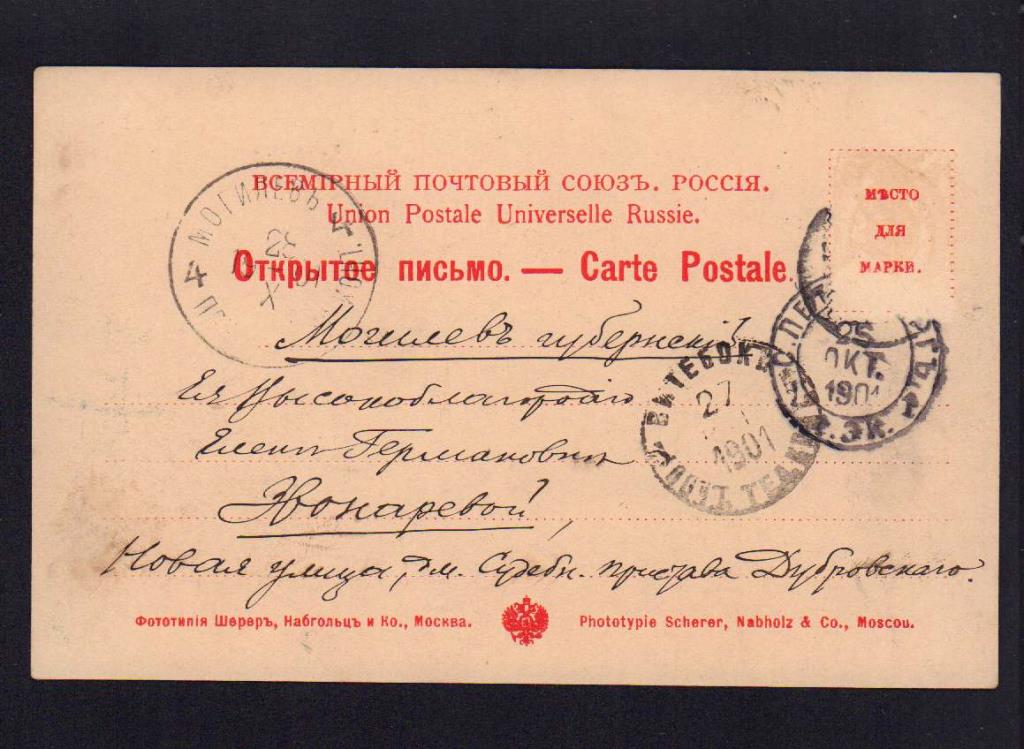 ВСЕМІРНЫЙ ПОЧТОВЫЙ СОЮЗЪ. РОССІЯ.
Union Postale Universelle Russie.
Открытое письмо. — Carte Postale.
МѢСТО
ДЛЯ
МАРКИ.
МОГИЛЕВЪ
25
ОКТ.
1901
ВИТЕБСКЪ
27
1901
Могилевъ губернскій
Ея Высокоблагородію
Еленѣ Германовнѣ
Звонаревой,
Новая улица, д. Судебн. пристава Дубровскаго.
Фототипія Шереръ, Набгольцъ и Ко., Москва.
Phototypie Scherer, Nabholz & Co., Moscou.